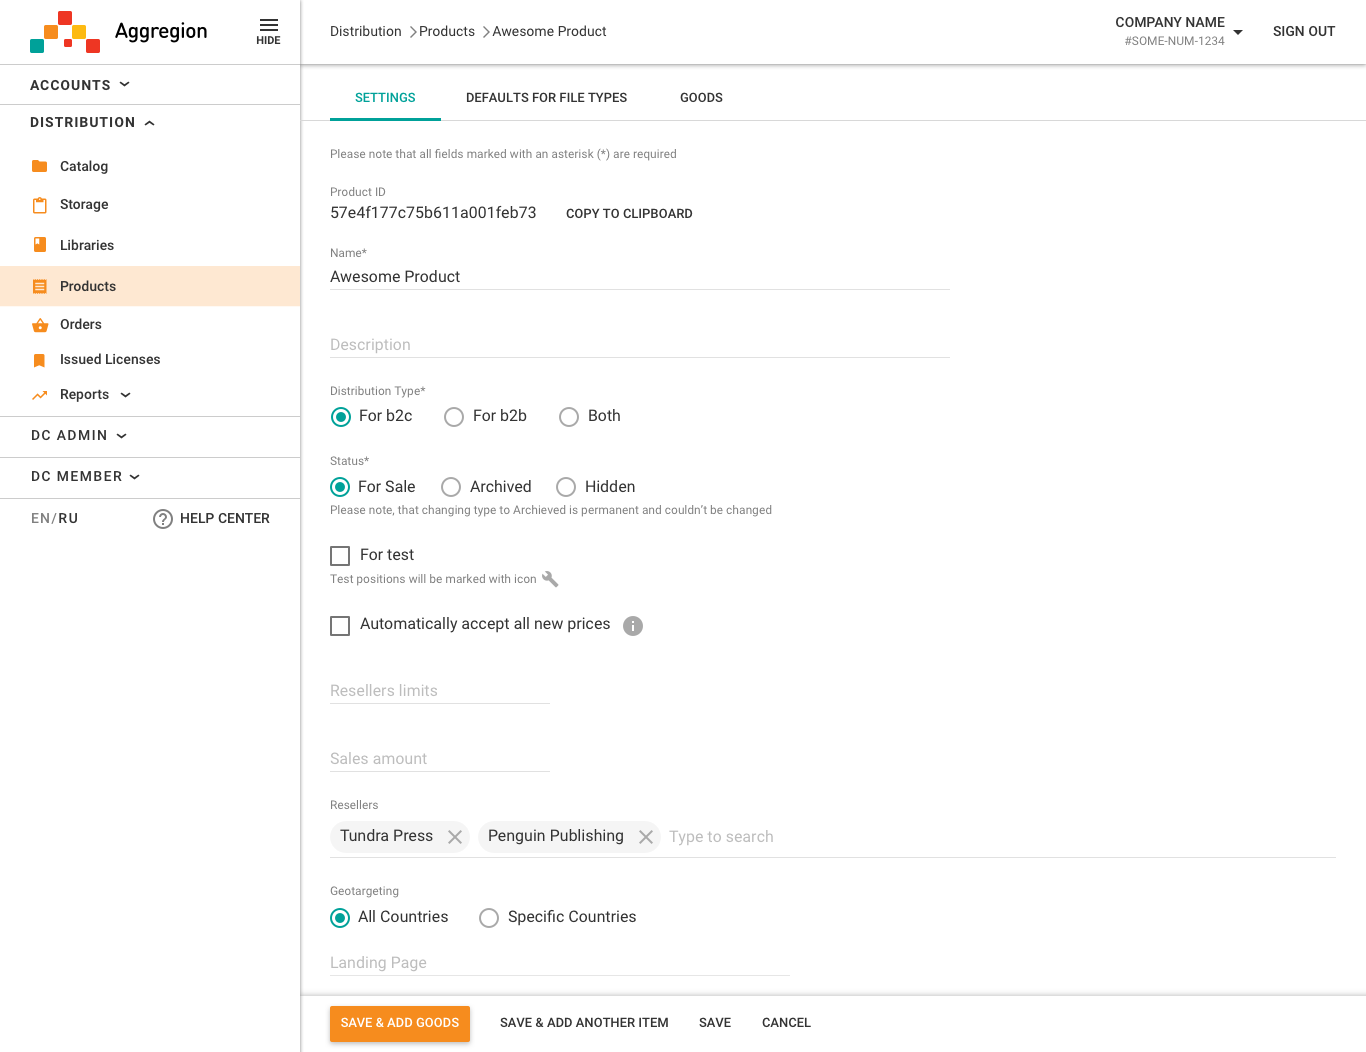 Aggregion
HIDE
ACCOUNTS
DISTRIBUTION
Catalog
Storage
Libraries
Products
Orders
Issued Licenses
Reports
DC ADMIN
DC MEMBER
EN/RU
HELP CENTER
Distribution
Products
Awesome Product
COMPANY NAME
#SOME-NUM-1234
SIGN OUT
SETTINGS
DEFAULTS FOR FILE TYPES
GOODS
Please note that all fields marked with an asterisk (*) are required
Product ID
57e4f177c75b611a001feb73
COPY TO CLIPBOARD
Name*
Awesome Product
Description
Distribution Type*
For b2c
For b2b
Both
Status*
For Sale
Archived
Hidden
Please note, that changing type to Archieved is permanent and couldn’t be changed
For test
Test positions will be marked with icon
Automatically accept all new prices
Resellers limits
Sales amount
Resellers
Tundra Press
Penguin Publishing
Type to search
Geotargeting
All Countries
Specific Countries
Landing Page
SAVE & ADD GOODS
SAVE & ADD ANOTHER ITEM
SAVE
CANCEL